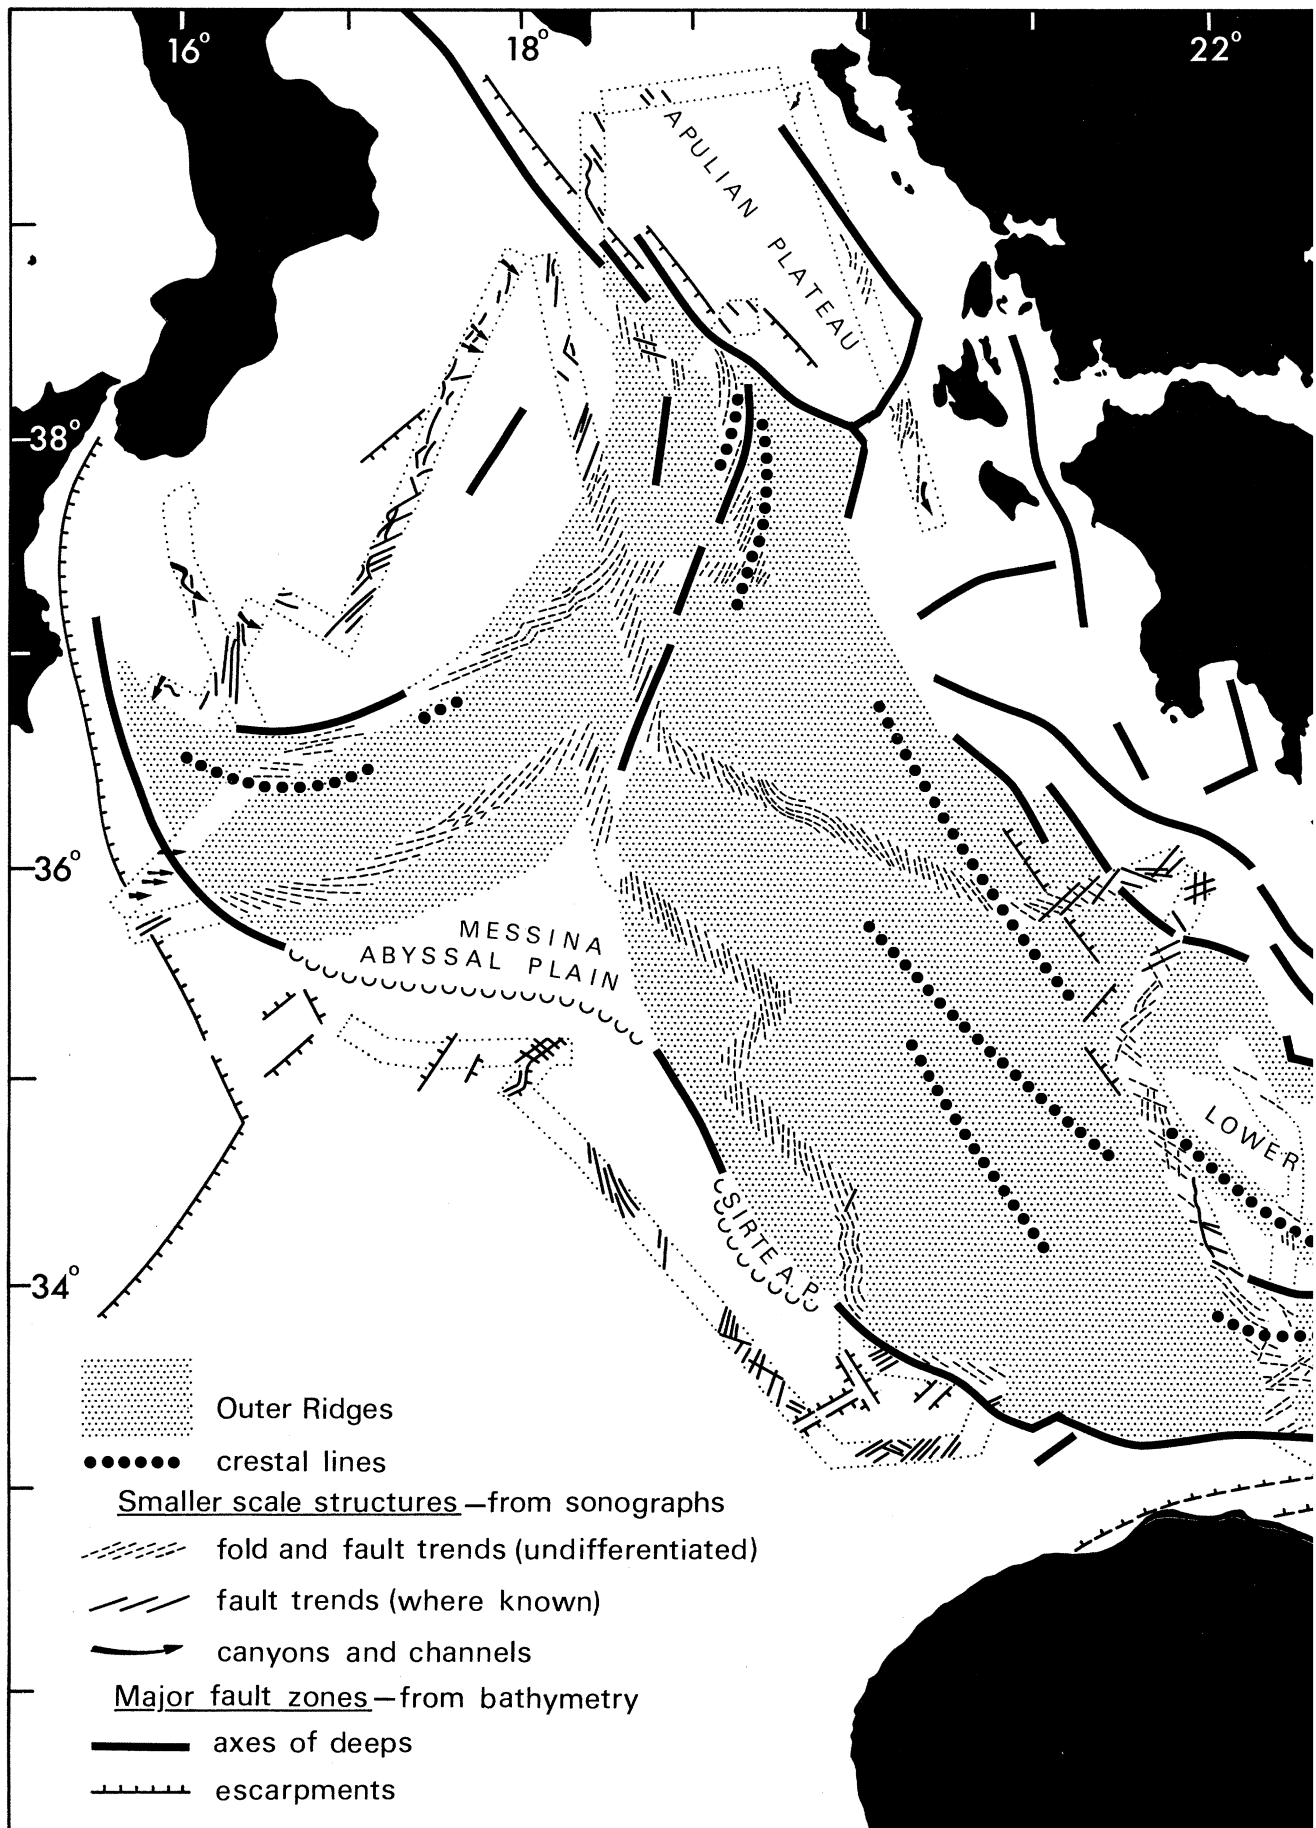 16°
18°
22°
APULIAN PLATEAU
38°
36°
MESSINA
ABYSSAL PLAIN
LOWER
SIRTE A.P.
34°
Outer Ridges
crestal lines
Smaller scale structures—from sonographs
fold and fault trends (undifferentiated)
fault trends (where known)
canyons and channels
Major fault zones—from bathymetry
axes of deeps
escarpments